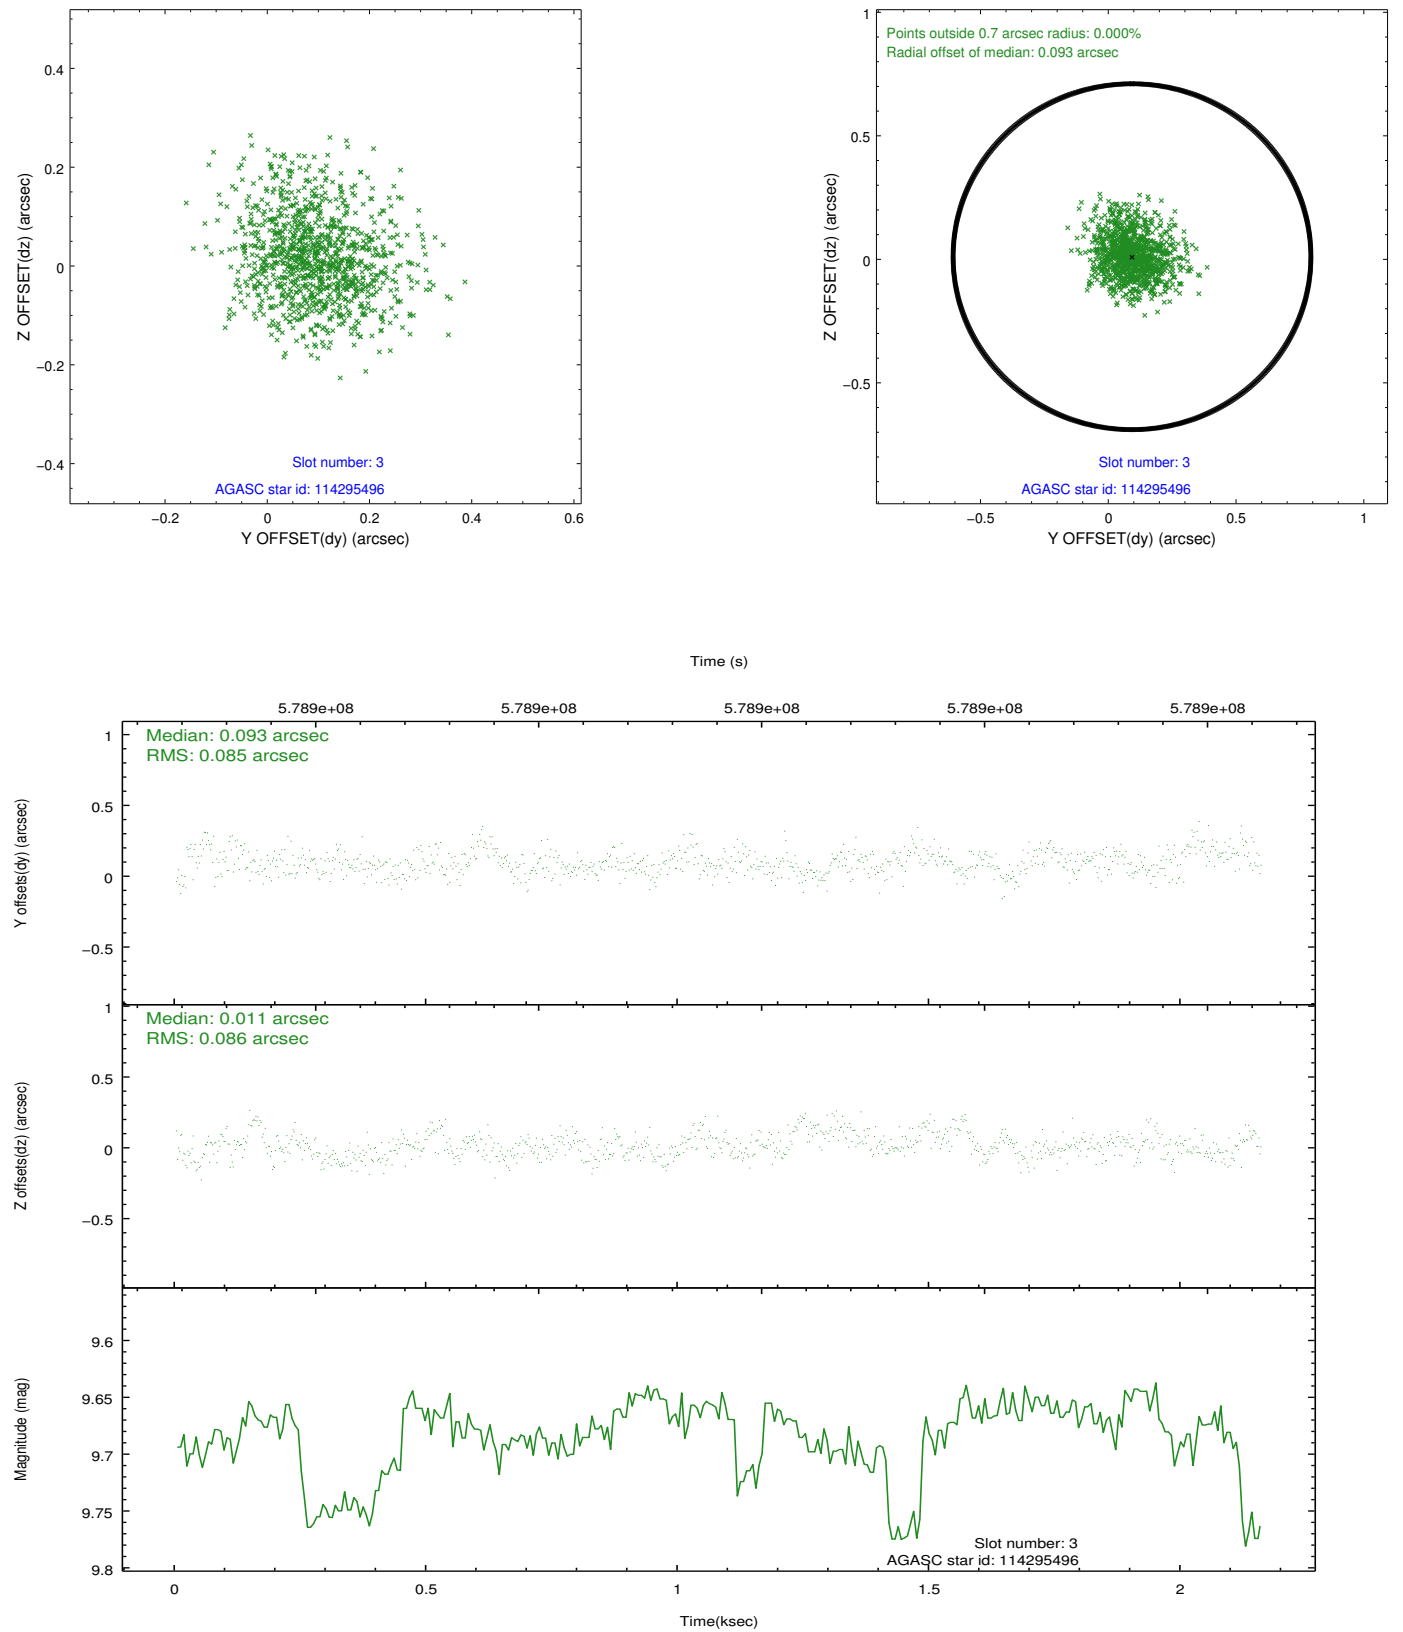 0.4
0.2
0
−0.2
−0.4
Z OFFSET(dz) (arcsec)
Slot number: 3
AGASC star id: 114295496
−0.2 0 0.2 0.4 0.6
Y OFFSET(dy) (arcsec)
Points outside 0.7 arcsec radius: 0.000%
Radial offset of median: 0.093 arcsec
1
0.5
0
−0.5
Z OFFSET(dz) (arcsec)
Slot number: 3
AGASC star id: 114295496
−0.5 0 0.5 1
Y OFFSET(dy) (arcsec)
Time (s)
5.789e+08 5.789e+08 5.789e+08 5.789e+08 5.789e+08
Median: 0.093 arcsec
RMS: 0.085 arcsec
1
0.5
0
−0.5
Y offsets(dy) (arcsec)
Median: 0.011 arcsec
RMS: 0.086 arcsec
1
0.5
0
−0.5
Z offsets(dz) (arcsec)
9.6
9.65
9.7
9.75
9.8
Magnitude (mag)
Slot number: 3
AGASC star id: 114295496
0 0.5 1 1.5 2
Time(ksec)